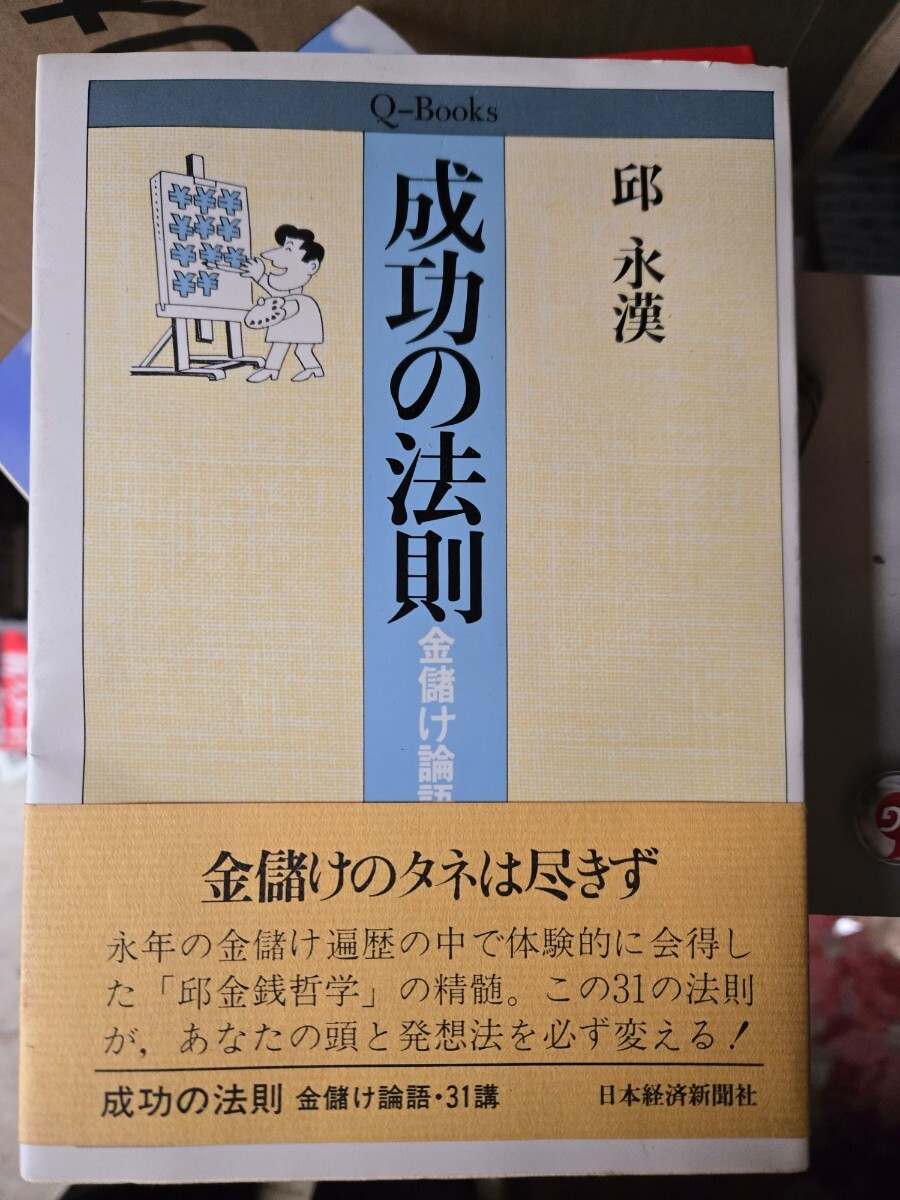 Q-Books
邱 永漢
成功の法則
金儲け論語
金儲けのタネは尽きず
永年の金儲け遍歴の中で体験的に会得し
た「邱金銭哲学」の精髄。この31の法則
が，あなたの頭と発想法を必ず変える！
成功の法則 金儲け論語・31講
日本経済新聞社